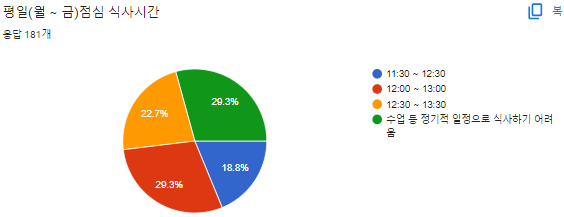 평일(월 ~ 금)점심 식사시간
복
응답 181개
11:30 ~ 12:30
12:00 ~ 13:00
12:30 ~ 13:30
수업 등 정기적 일정으로 식사하기 어려
움
29.3%
22.7%
29.3%
18.8%